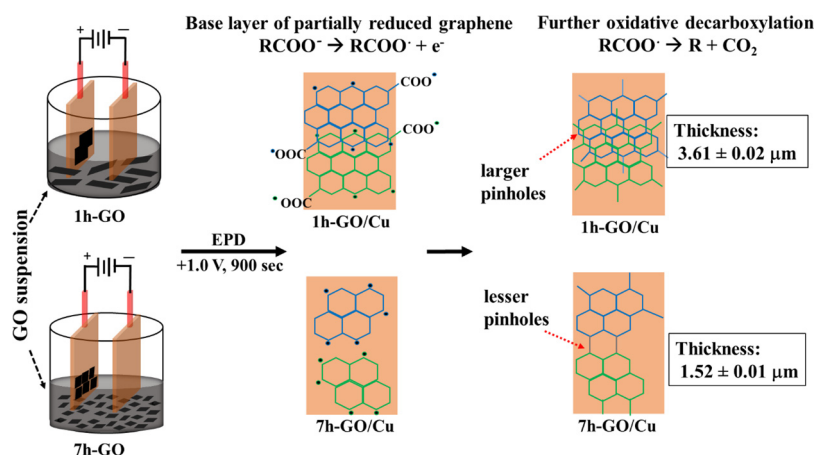 Base layer of partially reduced graphene
RCOO⁻ → RCOO· + e⁻
Further oxidative decarboxylation
RCOO· → R + CO₂
+ −
1h-GO
GO suspension
+ −
7h-GO
EPD
+1.0 V, 900 sec
COO•
COO•
•OOC
•OOC
1h-GO/Cu
7h-GO/Cu
larger
pinholes
1h-GO/Cu
Thickness:
3.61 ± 0.02 μm
lesser
pinholes
7h-GO/Cu
Thickness:
1.52 ± 0.01 μm